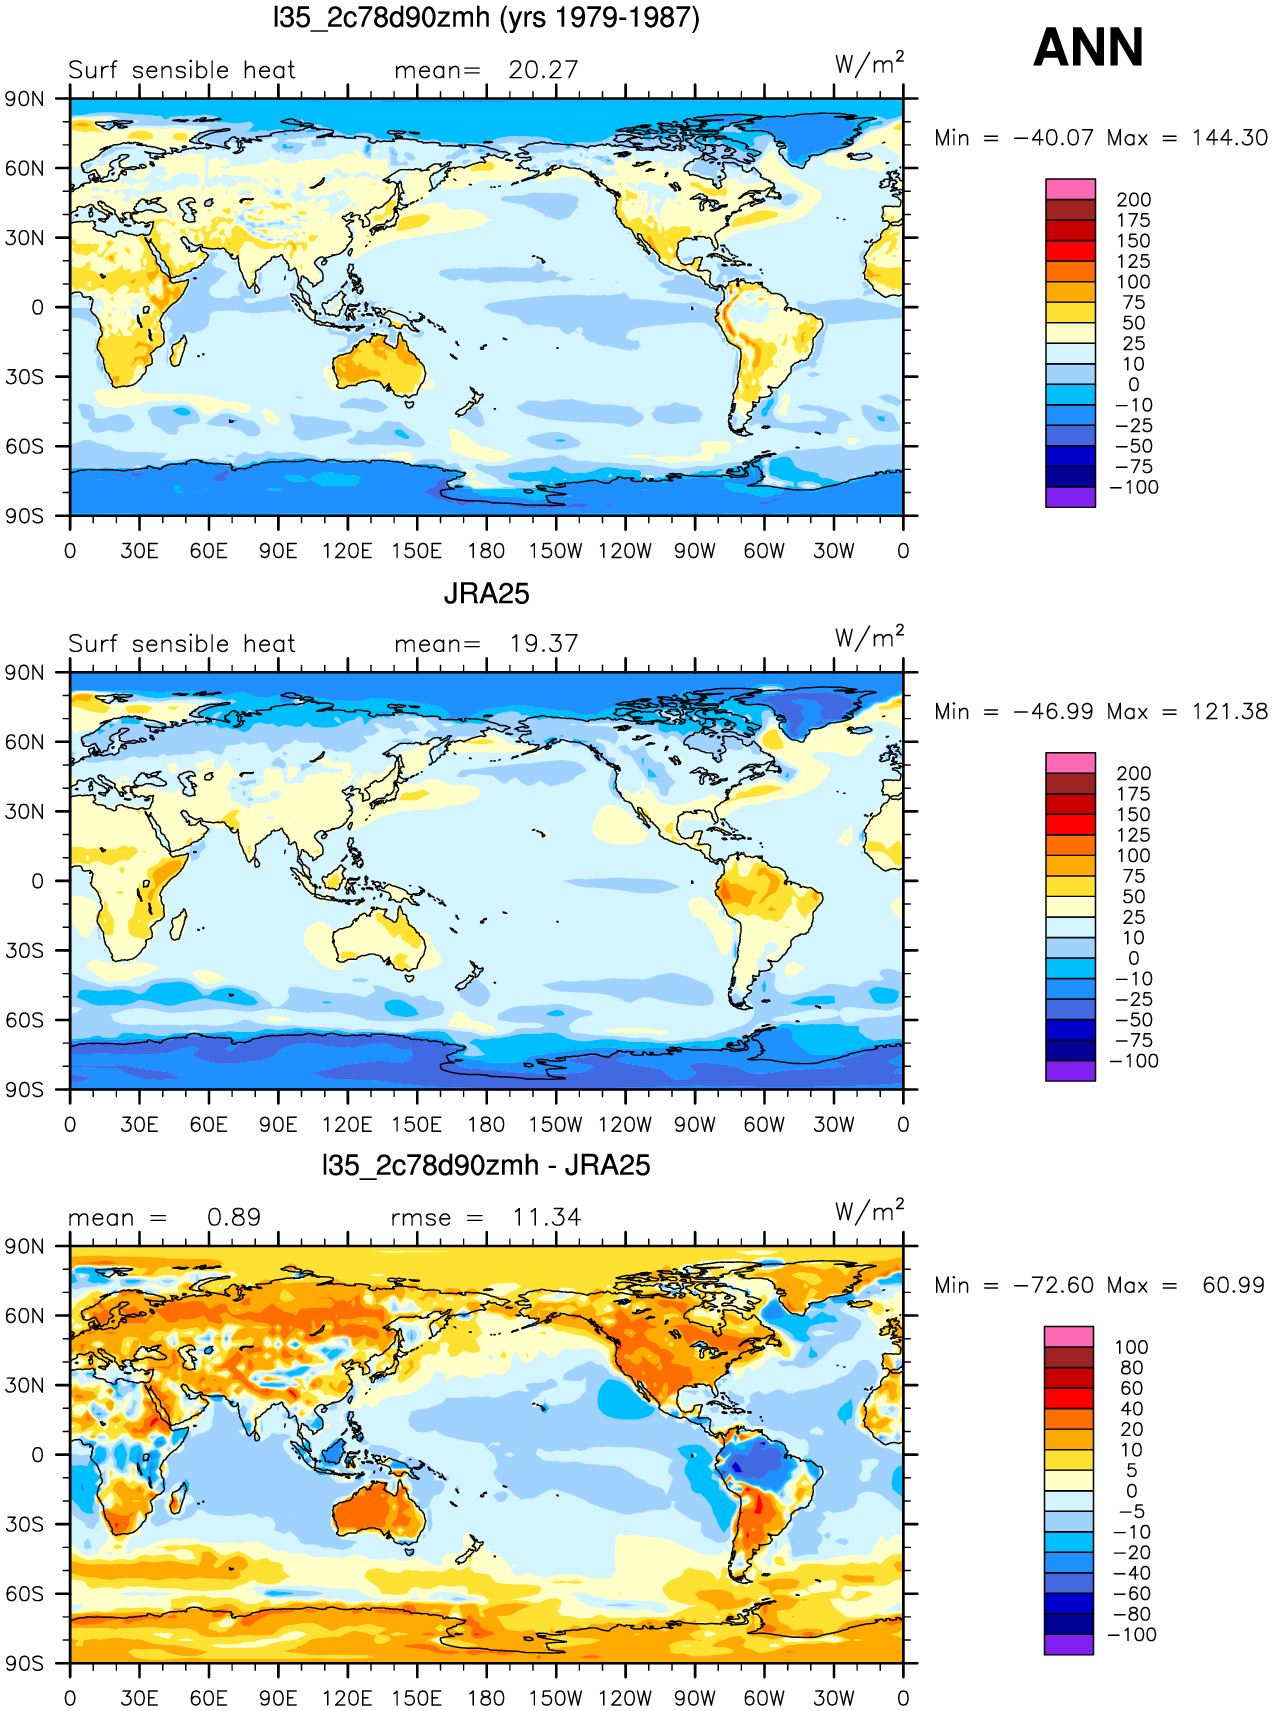 l35_2c78d90zmh (yrs 1979-1987)
ANN
Surf sensible heat mean= 20.27 W/m²
Min = −40.07 Max = 144.30
90N
60N
30N
0
30S
60S
90S
0 30E 60E 90E 120E 150E 180 150W 120W 90W 60W 30W 0
200
175
150
125
100
75
50
25
10
0
−10
−25
−50
−75
−100
JRA25
Surf sensible heat mean= 19.37 W/m²
Min = −46.99 Max = 121.38
90N
60N
30N
0
30S
60S
90S
0 30E 60E 90E 120E 150E 180 150W 120W 90W 60W 30W 0
200
175
150
125
100
75
50
25
10
0
−10
−25
−50
−75
−100
l35_2c78d90zmh - JRA25
mean = 0.89 rmse = 11.34 W/m²
Min = −72.60 Max = 60.99
90N
60N
30N
0
30S
60S
90S
0 30E 60E 90E 120E 150E 180 150W 120W 90W 60W 30W 0
100
80
60
40
20
10
5
0
−5
−10
−20
−40
−60
−80
−100